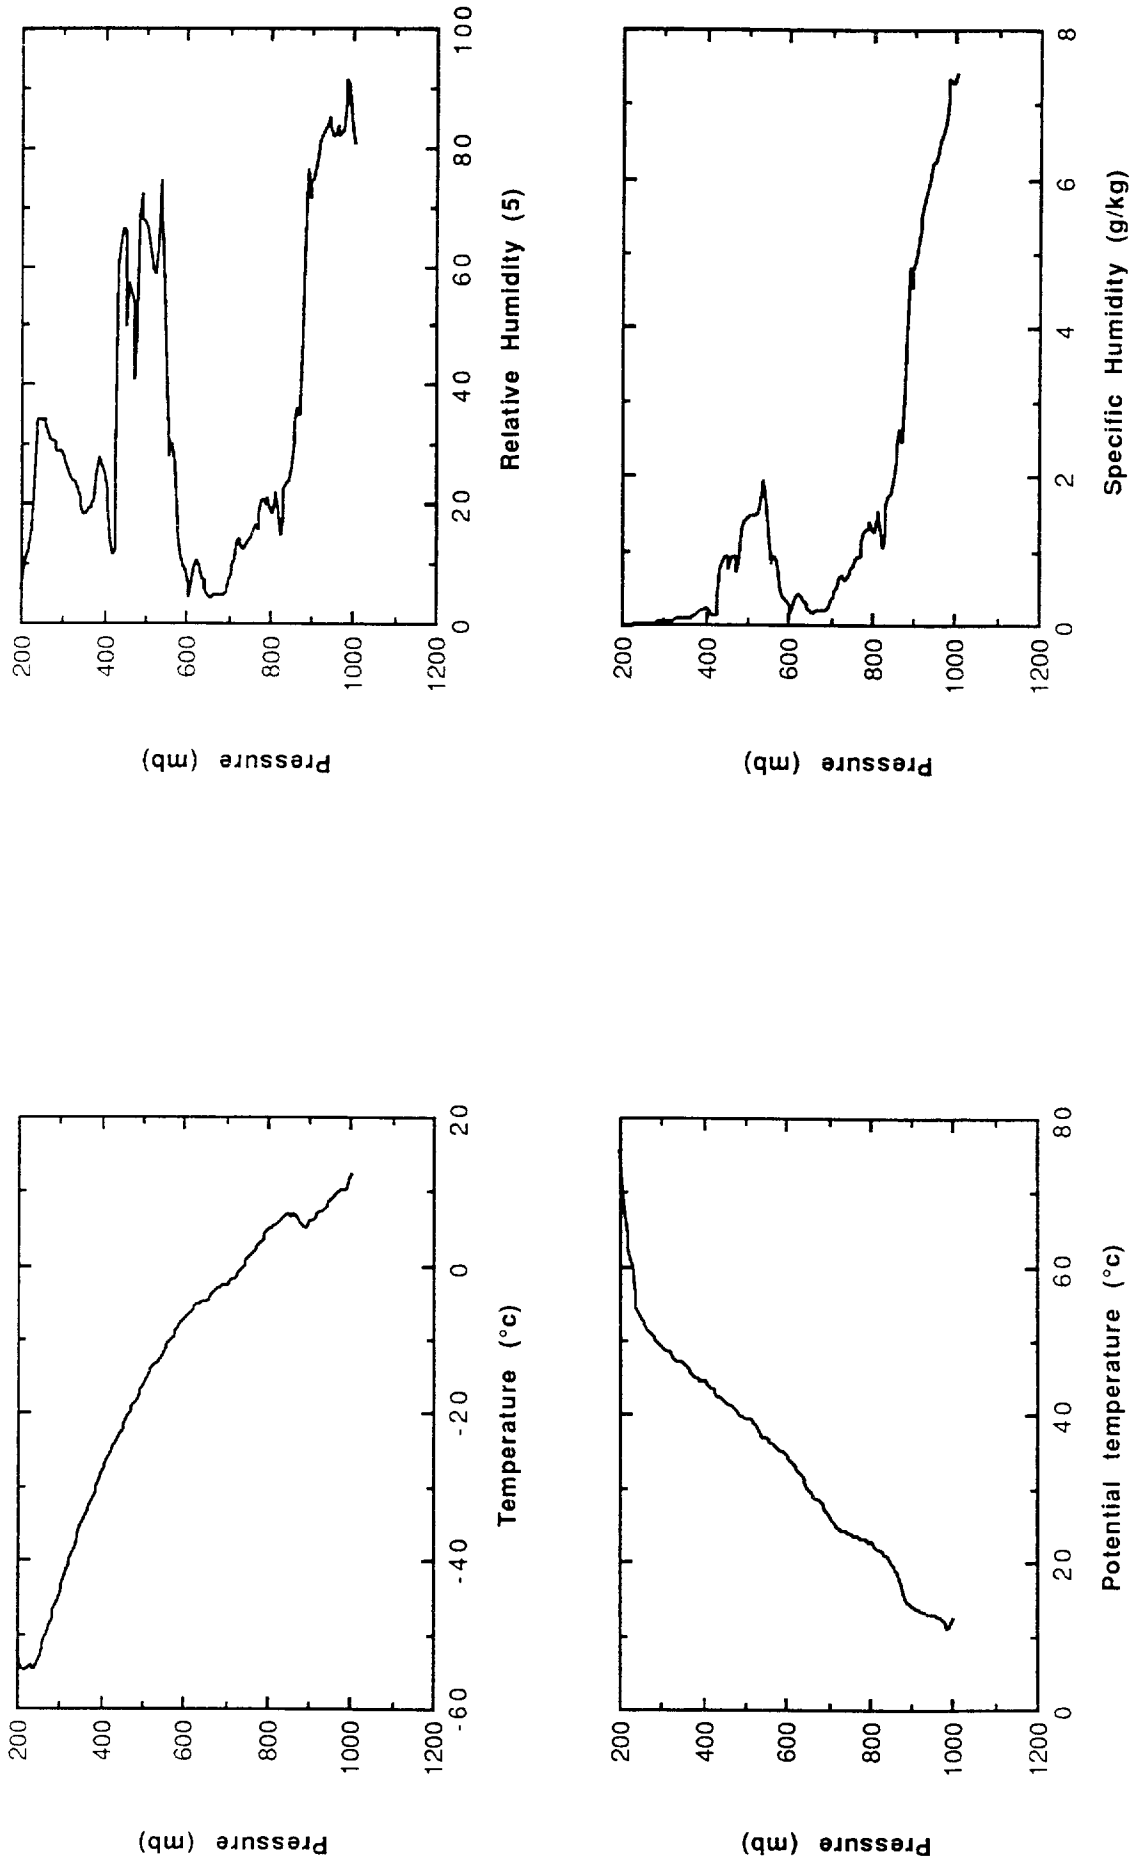 Pressure (mb)
200
400
600
800
1000
1200
-60 -40 -20 0 20
Temperature (°c)
Pressure (mb)
200
400
600
800
1000
1200
0 20 40 60 80 100
Relative Humidity (5)
Pressure (mb)
200
400
600
800
1000
1200
0 20 40 60 80
Potential temperature (°c)
Pressure (mb)
200
400
600
800
1000
1200
0 2 4 6 8
Specific Humidity (g/kg)